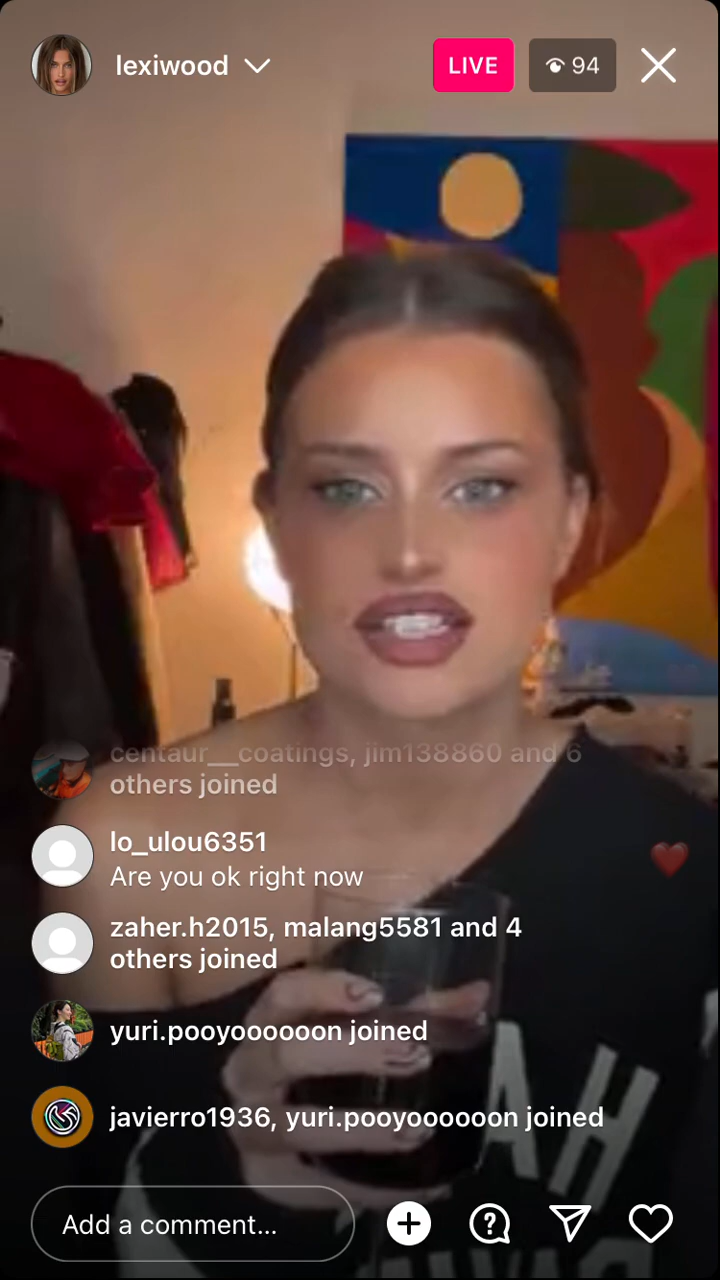 lexiwood
LIVE
94
centaur__coatings, jim138860 and 6
others joined
lo_ulou6351
Are you ok right now
zaher.h2015, malang5581 and 4
others joined
yuri.pooyoooooon joined
javierro1936, yuri.pooyoooooon joined
AH
Add a comment...